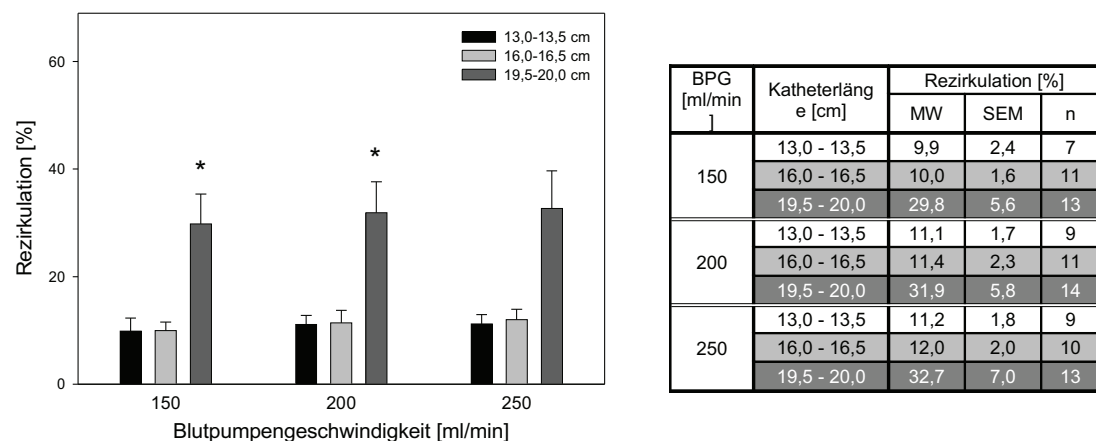 60
40
20
0
Rezirkulation [%]
13,0-13,5 cm
16,0-16,5 cm
19,5-20,0 cm
*
*
150 200 250
Blutpumpengeschwindigkeit [ml/min]
BPG
[ml/min
]
Katheterläng
e [cm]
Rezirkulation [%]
MW SEM n
150
13,0 - 13,5 9,9 2,4 7
16,0 - 16,5 10,0 1,6 11
19,5 - 20,0 29,8 5,6 13
200
13,0 - 13,5 11,1 1,7 9
16,0 - 16,5 11,4 2,3 11
19,5 - 20,0 31,9 5,8 14
250
13,0 - 13,5 11,2 1,8 9
16,0 - 16,5 12,0 2,0 10
19,5 - 20,0 32,7 7,0 13